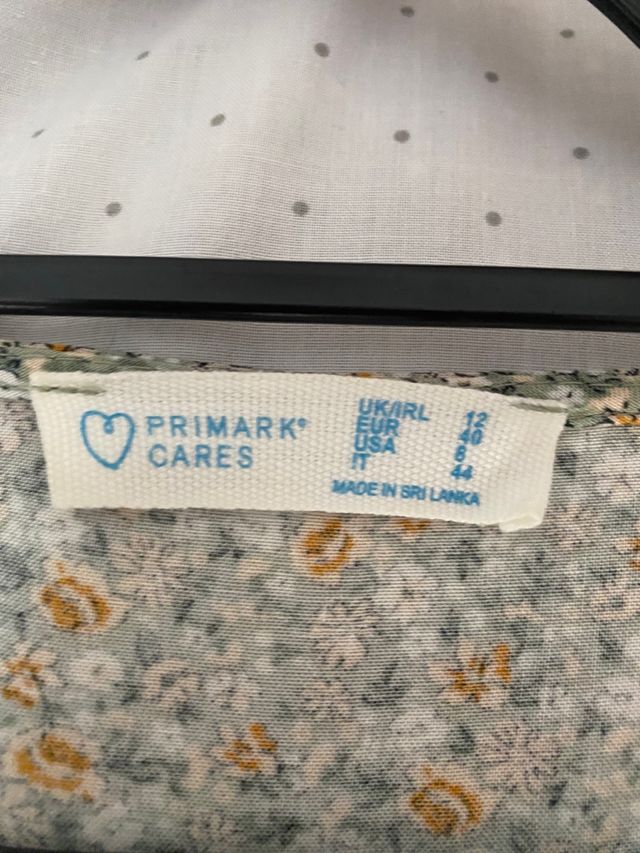 PRIMARK®
CARES
UK/IRL 12
EUR 40
USA 8
IT 44
MADE IN SRI LANKA